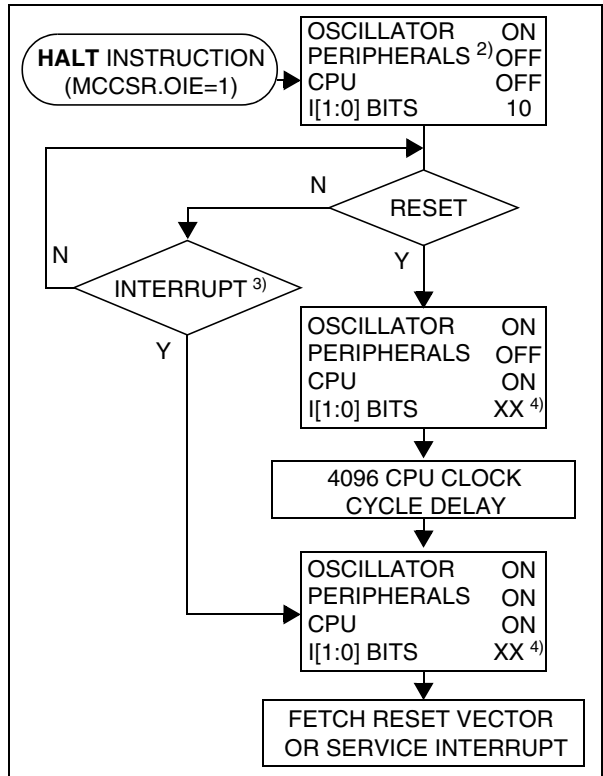 HALT INSTRUCTION
(MCCSR.OIE=1)
OSCILLATOR ON
PERIPHERALS 2) OFF
CPU OFF
I[1:0] BITS 10
N
RESET
N
Y
INTERRUPT 3)
Y
OSCILLATOR ON
PERIPHERALS OFF
CPU ON
I[1:0] BITS XX 4)
4096 CPU CLOCK
CYCLE DELAY
OSCILLATOR ON
PERIPHERALS ON
CPU ON
I[1:0] BITS XX 4)
FETCH RESET VECTOR
OR SERVICE INTERRUPT